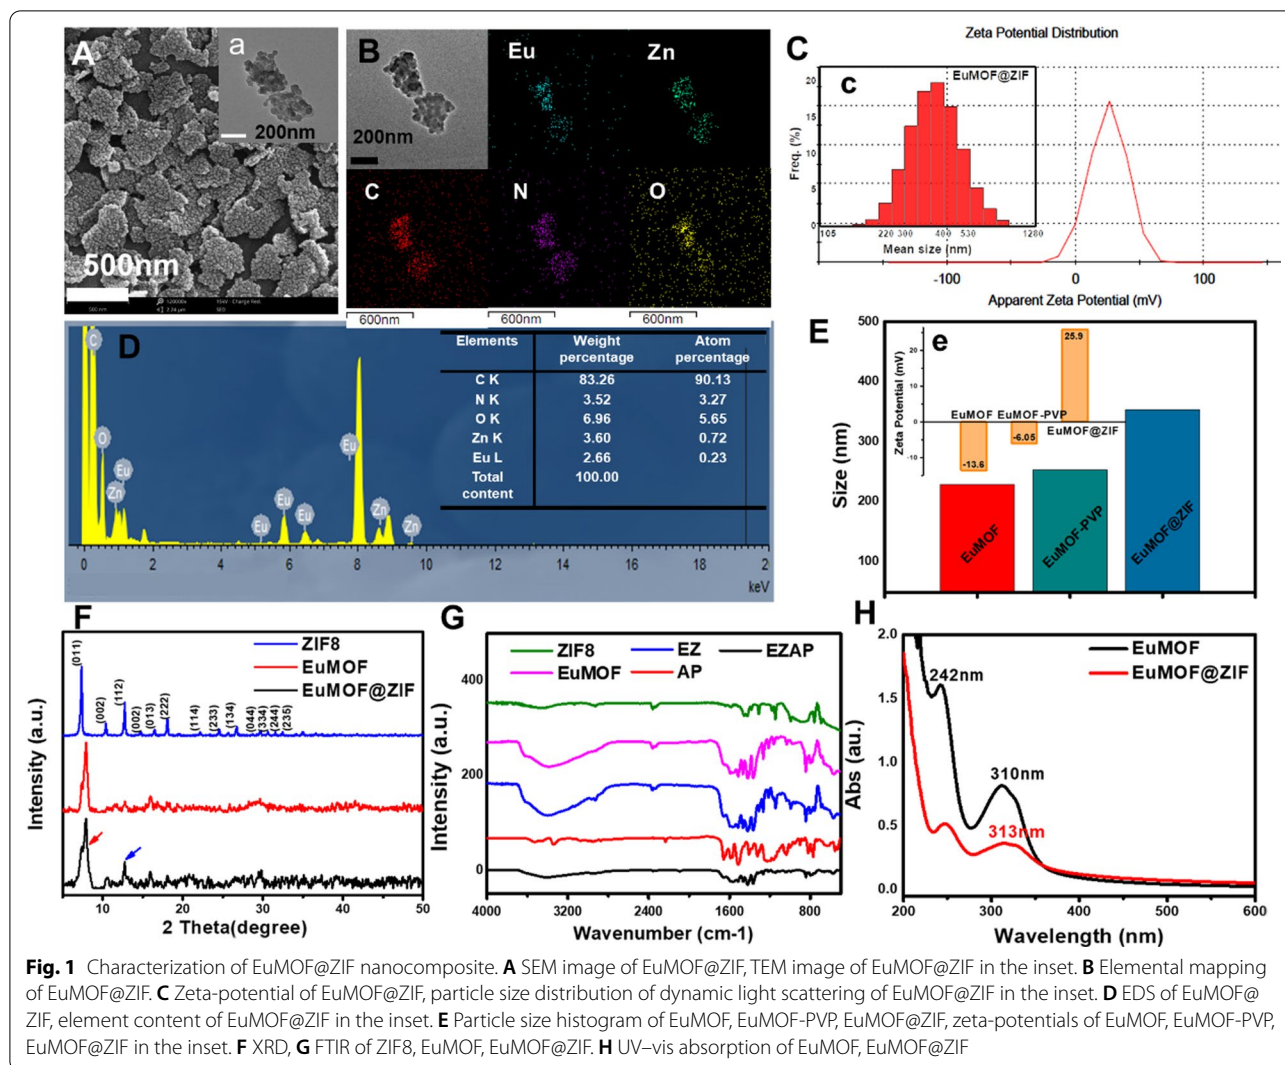 A
a
200nm
500nm
B
200nm
Eu
Zn
C
N
O
600nm
600nm
600nm
C
Zeta Potential Distribution
c
EuMOF@ZIF
Freq. (%)
20
15
10
5
0
105
220
300
400
530
1280
Mean size (nm)
-100
0
100
Apparent Zeta Potential (mV)
D
C
O
Eu
Zn
Eu
Eu
Eu
Eu
Zn
Zn
0
2
4
6
8
10
12
14
16
18
2
keV
Elements Weight percentage Atom percentage
C K 83.26 90.13
N K 3.52 3.27
O K 6.96 5.65
Zn K 3.60 0.72
Eu L 2.66 0.23
Total content 100.00
E
Size (nm)
500
400
300
200
100
EuMOF
EuMOF-PVP
EuMOF@ZIF
e
Zeta Potential (mV)
20
10
0
-10
EuMOF
EuMOF-PVP
EuMOF@ZIF
-13.6
-6.05
25.9
F
ZIF8
EuMOF
EuMOF@ZIF
(011)
(002)
(112)
(002)
(013)
(222)
(114)
(233)
(134)
(044)
(334)
(244)
(235)
Intensity (a.u.)
10
20
30
40
50
2 Theta(degree)
G
ZIF8
EZ
EZAP
EuMOF
AP
400
200
0
Intensity (a.u.)
4000
3200
2400
1600
800
Wavenumber (cm-1)
H
EuMOF
EuMOF@ZIF
242nm
310nm
313nm
2.0
1.5
1.0
0.5
0.0
Abs (au.)
200
300
400
500
600
Wavelength (nm)
Fig. 1 Characterization of EuMOF@ZIF nanocomposite. A SEM image of EuMOF@ZIF, TEM image of EuMOF@ZIF in the inset. B Elemental mapping
of EuMOF@ZIF. C Zeta-potential of EuMOF@ZIF, particle size distribution of dynamic light scattering of EuMOF@ZIF in the inset. D EDS of EuMOF@
ZIF, element content of EuMOF@ZIF in the inset. E Particle size histogram of EuMOF, EuMOF-PVP, EuMOF@ZIF, zeta-potentials of EuMOF, EuMOF-PVP,
EuMOF@ZIF in the inset. F XRD, G FTIR of ZIF8, EuMOF, EuMOF@ZIF. H UV–vis absorption of EuMOF, EuMOF@ZIF